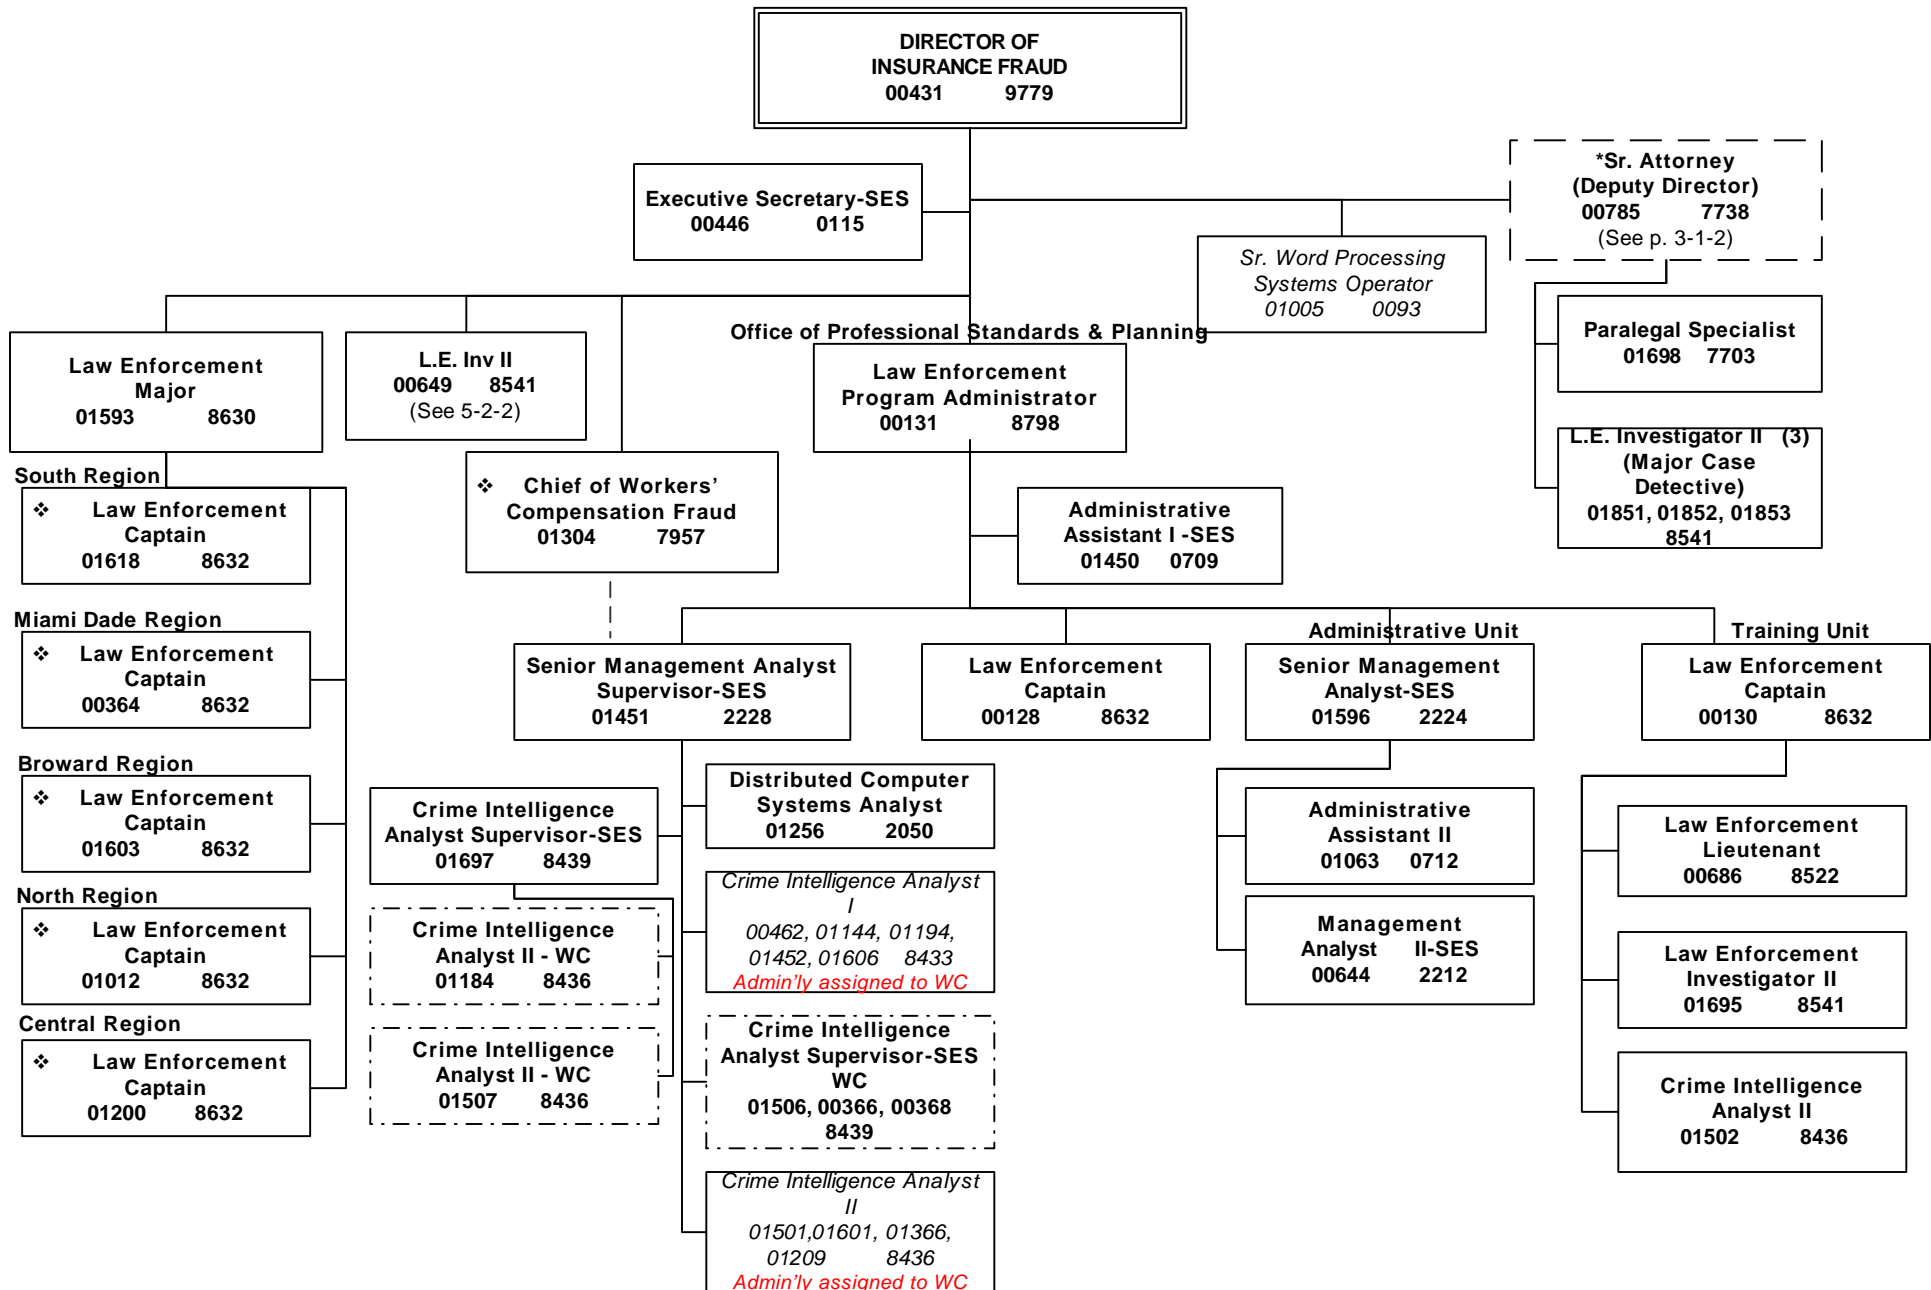 DIRECTOR OF
INSURANCE FRAUD
00431 9779
Executive Secretary-SES
00446 0115
*Sr. Attorney
(Deputy Director)
00785 7738
(See p. 3-1-2)
Sr. Word Processing
Systems Operator
01005 0093
Paralegal Specialist
01698 7703
L.E. Investigator II (3)
(Major Case
Detective)
01851, 01852, 01853
8541
Law Enforcement
Major
01593 8630
L.E. Inv II
00649 8541
(See 5-2-2)
Office of Professional Standards & Planning
Law Enforcement
Program Administrator
00131 8798
❖ Chief of Workers’
Compensation Fraud
01304 7957
Administrative
Assistant I -SES
01450 0709
South Region
❖ Law Enforcement
Captain
01618 8632
Miami Dade Region
❖ Law Enforcement
Captain
00364 8632
Broward Region
❖ Law Enforcement
Captain
01603 8632
North Region
❖ Law Enforcement
Captain
01012 8632
Central Region
❖ Law Enforcement
Captain
01200 8632
Senior Management Analyst
Supervisor-SES
01451 2228
Law Enforcement
Captain
00128 8632
Administrative Unit
Senior Management
Analyst-SES
01596 2224
Training Unit
Law Enforcement
Captain
00130 8632
Crime Intelligence
Analyst Supervisor-SES
01697 8439
Crime Intelligence
Analyst II - WC
01184 8436
Crime Intelligence
Analyst II - WC
01507 8436
Distributed Computer
Systems Analyst
01256 2050
Crime Intelligence Analyst
I
00462, 01144, 01194,
01452, 01606 8433
Admin'ly assigned to WC
Crime Intelligence
Analyst Supervisor-SES
WC
01506, 00366, 00368
8439
Crime Intelligence Analyst
II
01501,01601, 01366,
01209 8436
Admin'ly assigned to WC
Administrative
Assistant II
01063 0712
Management
Analyst II-SES
00644 2212
Law Enforcement
Lieutenant
00686 8522
Law Enforcement
Investigator II
01695 8541
Crime Intelligence
Analyst II
01502 8436